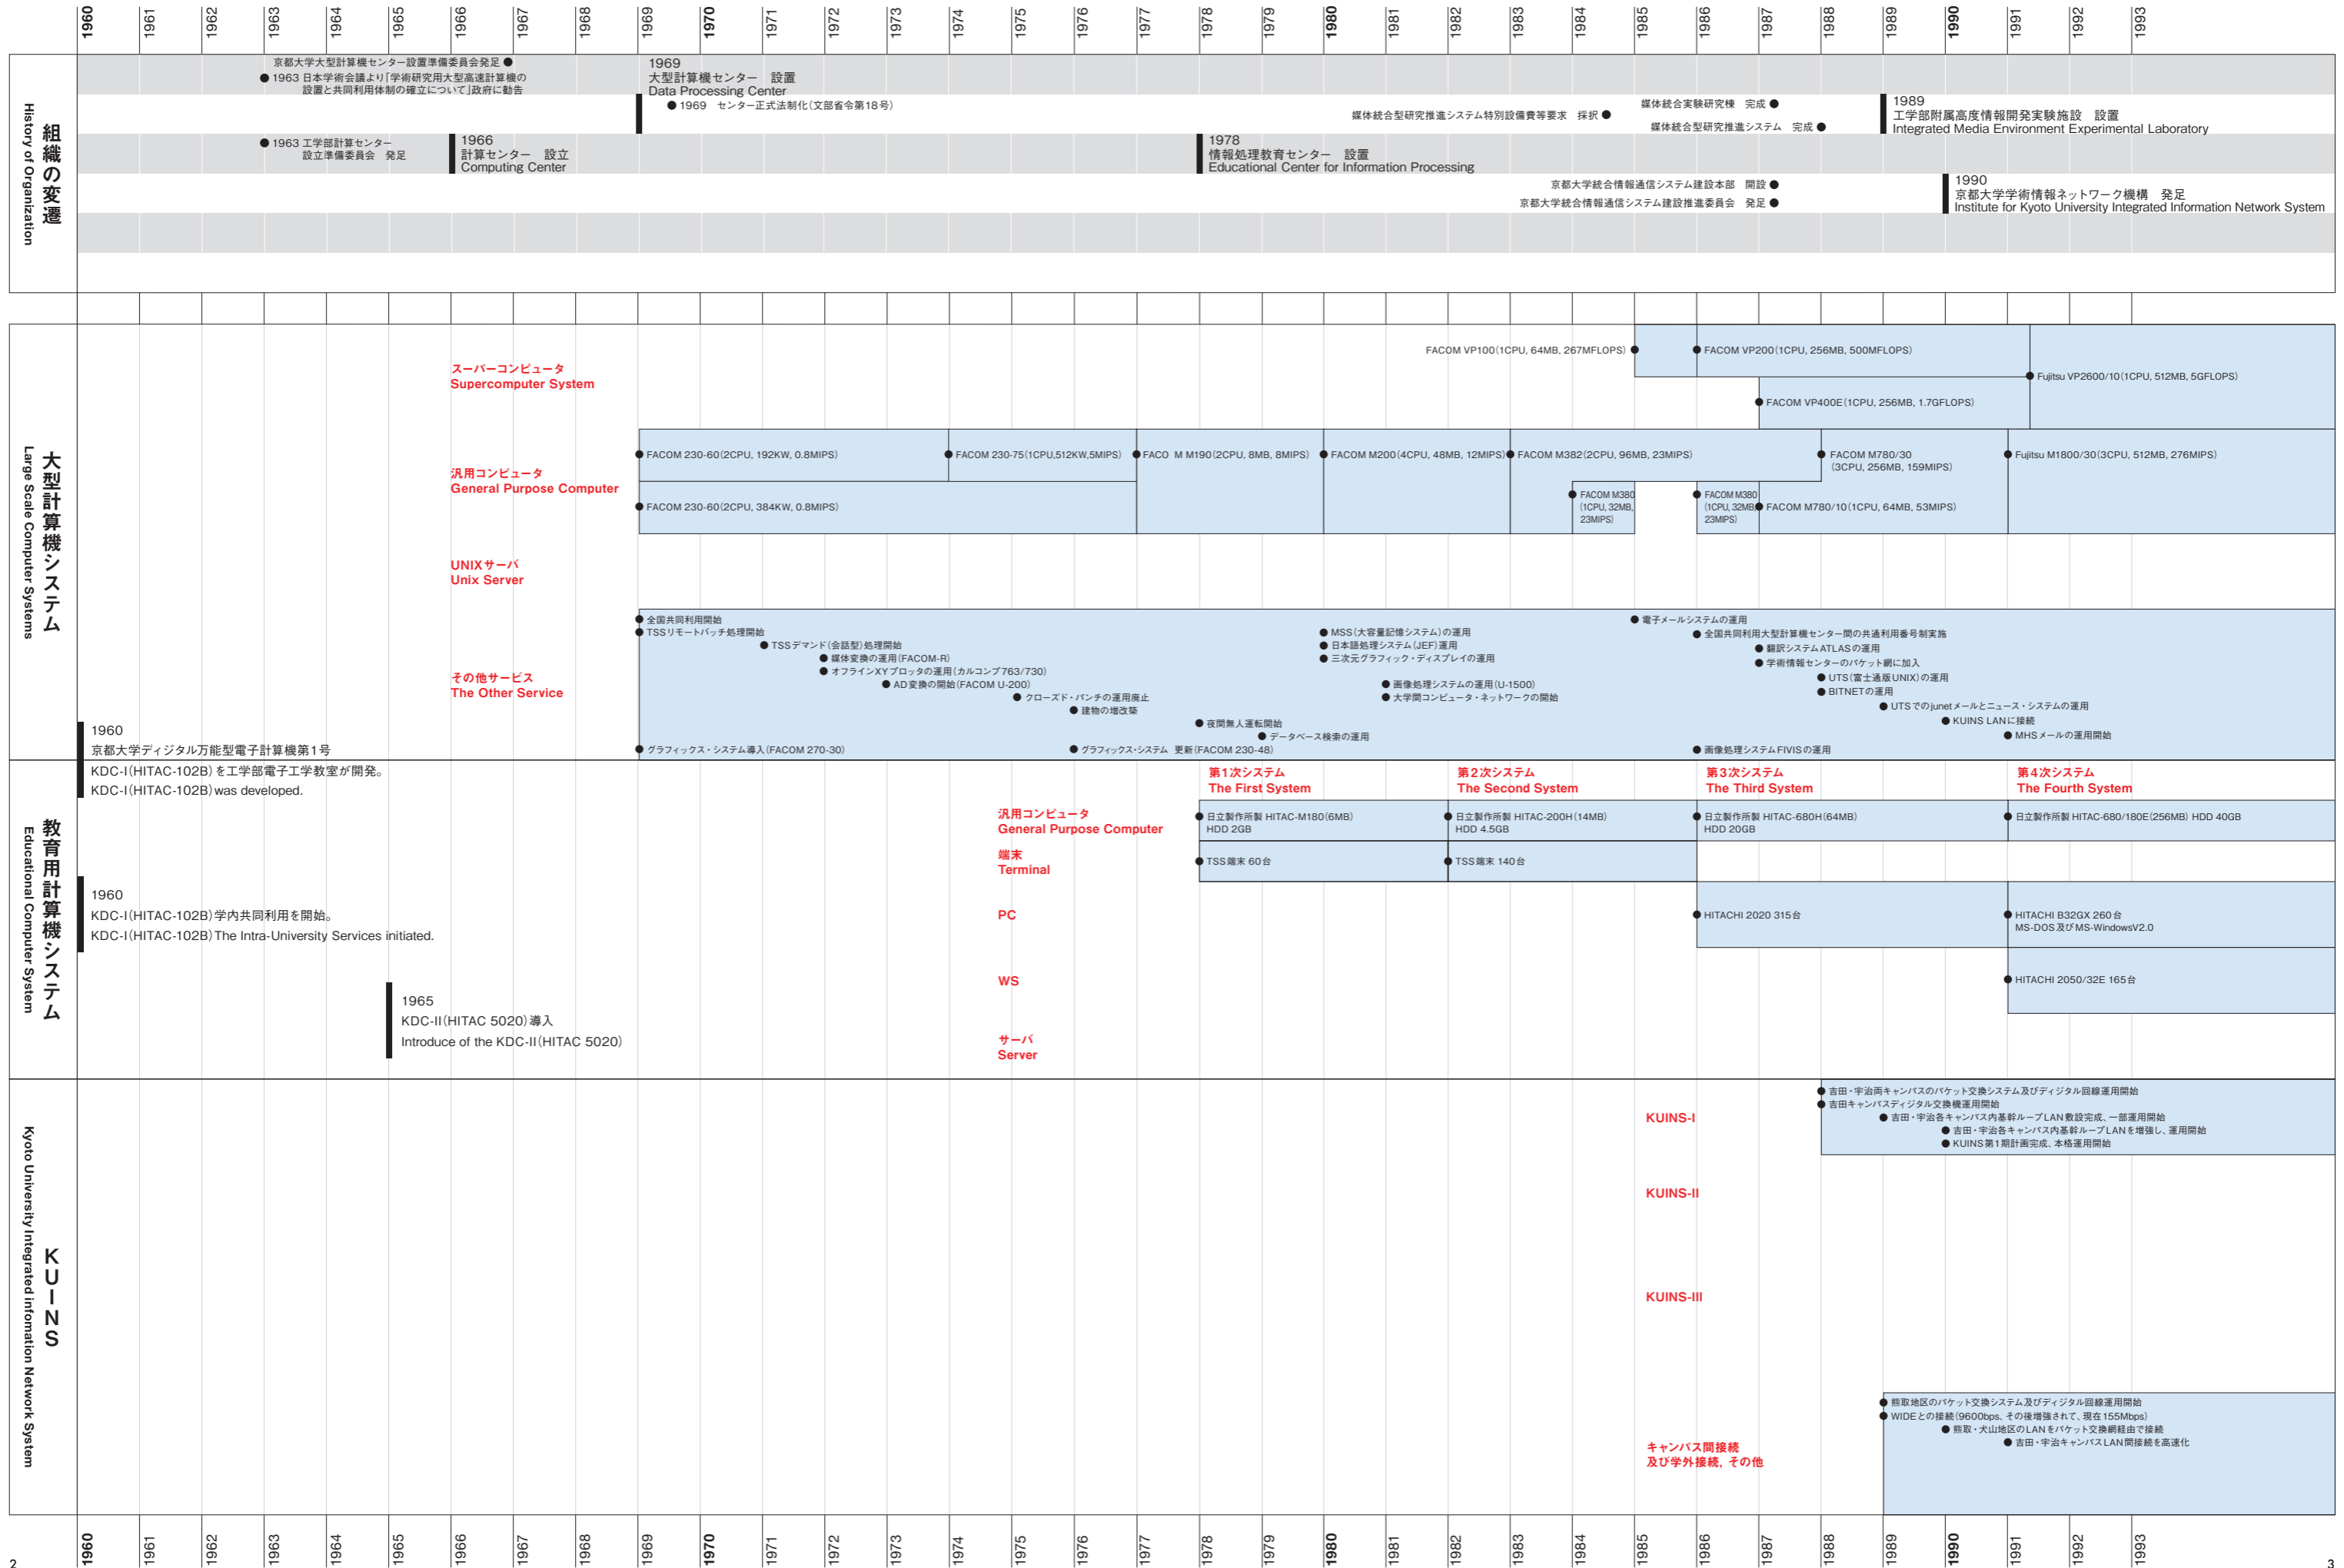 1960 1961 1962 1963 1964 1965 1966 1967 1968 1969 1970 1971 1972 1973 1974 1975 1976 1977 1978 1979 1980 1981 1982 1983 1984 1985 1986 1987 1988 1989 1990 1991 1992 1993
組織の変遷
History of Organization
京都大学大型計算機センター設置準備委員会発足
1963 日本学術会議より「学術研究用大型高速計算機の
設置と共同利用体制の確立について」政府に勧告
1969
大型計算機センター 設置
Data Processing Center
1969 センター正式法制化(文部省令第18号)
媒体統合型研究推進システム特別設備費等要求 採択
媒体統合実験研究棟 完成
媒体統合型研究推進システム 完成
1989
工学部附属高度情報開発実験施設 設置
Integrated Media Environment Experimental Laboratory
1963 工学部計算センター
設立準備委員会 発足
1966
計算センター 設立
Computing Center
1978
情報処理教育センター 設置
Educational Center for Information Processing
京都大学統合情報通信システム建設本部 開設
京都大学統合情報通信システム建設推進委員会 発足
1990
京都大学学術情報ネットワーク機構 発足
Institute for Kyoto University Integrated Information Network System
大型計算機システム
Large Scale Computer Systems
スーパーコンピュータ
Supercomputer System
FACOM VP100(1CPU, 64MB, 267MFLOPS)
FACOM VP200(1CPU, 256MB, 500MFLOPS)
Fujitsu VP2600/10(1CPU, 512MB, 5GFLOPS)
FACOM VP400E(1CPU, 256MB, 1.7GFLOPS)
汎用コンピュータ
General Purpose Computer
FACOM 230-60(2CPU, 192KW, 0.8MIPS)
FACOM 230-75(1CPU,512KW,5MIPS)
FACO M M190(2CPU, 8MB, 8MIPS)
FACOM M200(4CPU, 48MB, 12MIPS)
FACOM M382(2CPU, 96MB, 23MIPS)
FACOM M780/30
(3CPU, 256MB, 159MIPS)
Fujitsu M1800/30(3CPU, 512MB, 276MIPS)
FACOM 230-60(2CPU, 384KW, 0.8MIPS)
FACOM M380
(1CPU, 32MB,
23MIPS)
FACOM M380
(1CPU, 32MB,
23MIPS)
FACOM M780/10(1CPU, 64MB, 53MIPS)
UNIXサーバ
Unix Server
その他サービス
The Other Service
全国共同利用開始
TSSリモートバッチ処理開始
TSSデマンド(会話型)処理開始
媒体変換の運用(FACOM-R)
オフラインXYプロッタの運用(カルコンプ763/730)
AD変換の開始(FACOM U-200)
クローズド・パンチの運用廃止
建物の増改築
夜間無人運転開始
データベース検索の運用
グラフィックス・システム導入(FACOM 270-30)
グラフィックス・システム 更新(FACOM 230-48)
MSS(大容量記憶システム)の運用
日本語処理システム(JEF)運用
三次元グラフィック・ディスプレイの運用
画像処理システムの運用(U-1500)
大学間コンピュータ・ネットワークの開始
電子メールシステムの運用
全国共同利用大型計算機センター間の共通利用番号制実施
翻訳システムATLASの運用
学術情報センターのパケット網に加入
UTS(富士通版UNIX)の運用
BITNETの運用
UTSでのjunetメールとニュース・システムの運用
KUINS LANに接続
MHSメールの運用開始
画像処理システムFIVISの運用
1960
京都大学ディジタル万能型電子計算機第1号
KDC-I(HITAC-102B)を工学部電子工学教室が開発。
KDC-I(HITAC-102B)was developed.
教育用計算機システム
Educational Computer System
第1次システム
The First System
第2次システム
The Second System
第3次システム
The Third System
第4次システム
The Fourth System
汎用コンピュータ
General Purpose Computer
日立製作所製 HITAC-M180(6MB)
HDD 2GB
日立製作所製 HITAC-200H(14MB)
HDD 4.5GB
日立製作所製 HITAC-680H(64MB)
HDD 20GB
日立製作所製 HITAC-680/180E(256MB) HDD 40GB
端末
Terminal
TSS端末 60台
TSS端末 140台
1960
KDC-I(HITAC-102B)学内共同利用を開始。
KDC-I(HITAC-102B)The Intra-University Services initiated.
PC
HITACHI 2020 315台
HITACHI B32GX 260台
MS-DOS及びMS-WindowsV2.0
WS
HITACHI 2050/32E 165台
1965
KDC-II(HITAC 5020)導入
Introduce of the KDC-II(HITAC 5020)
サーバ
Server
KUINS
Kyoto University Integrated infomation Network System
KUINS-I
吉田・宇治両キャンパスのパケット交換システム及びディジタル回線運用開始
吉田キャンパスディジタル交換機運用開始
吉田・宇治各キャンパス内基幹ループLAN敷設完成、一部運用開始
吉田・宇治各キャンパス内基幹ループLANを増強し、運用開始
KUINS第1期計画完成、本格運用開始
KUINS-II
KUINS-III
キャンパス間接続
及び学外接続, その他
熊取地区のパケット交換システム及びディジタル回線運用開始
WIDEとの接続(9600bps、その後増強されて、現在155Mbps)
熊取・犬山地区のLANをパケット交換網経由で接続
吉田・宇治キャンパスLAN間接続を高速化
1960 1961 1962 1963 1964 1965 1966 1967 1968 1969 1970 1971 1972 1973 1974 1975 1976 1977 1978 1979 1980 1981 1982 1983 1984 1985 1986 1987 1988 1989 1990 1991 1992 1993
2
3